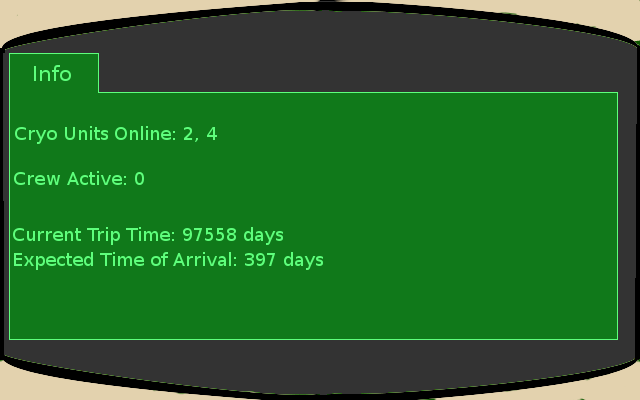 Info
Cryo Units Online: 2, 4
Crew Active: 0
Current Trip Time: 97558 days
Expected Time of Arrival: 397 days